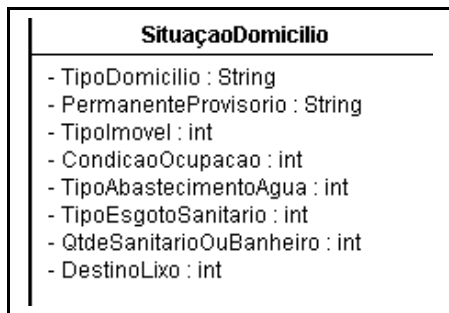 SituaçaoDomicilio
- TipoDomicilio : String
- PermanenteProvisorio : String
- TipoImovel : int
- CondicaoOcupacao : int
- TipoAbastecimentoAgua : int
- TipoEsgotoSanitario : int
- QtdeSanitarioOuBanheiro : int
- DestinoLixo : int